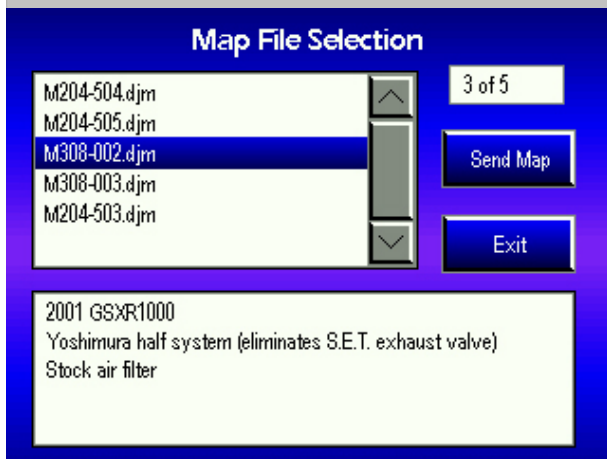 Map File Selection
M204-504.djm
M204-505.djm
M308-002.djm
M308-003.djm
M204-503.djm
3 of 5
Send Map
Exit
2001 GSXR1000
Yoshimura half system (eliminates S.E.T. exhaust valve)
Stock air filter